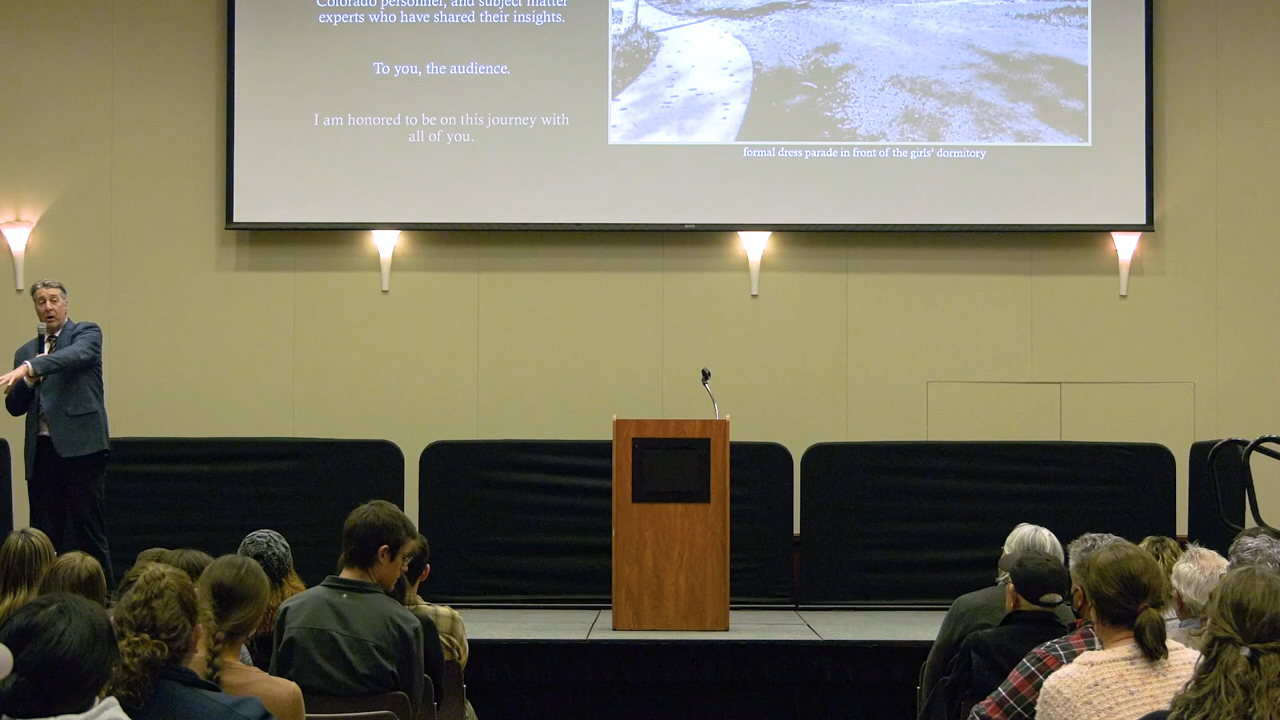 Colorado personnel, and subject matter
experts who have shared their insights.
To you, the audience.
I am honored to be on this journey with
all of you.
formal dress parade in front of the girls' dormitory